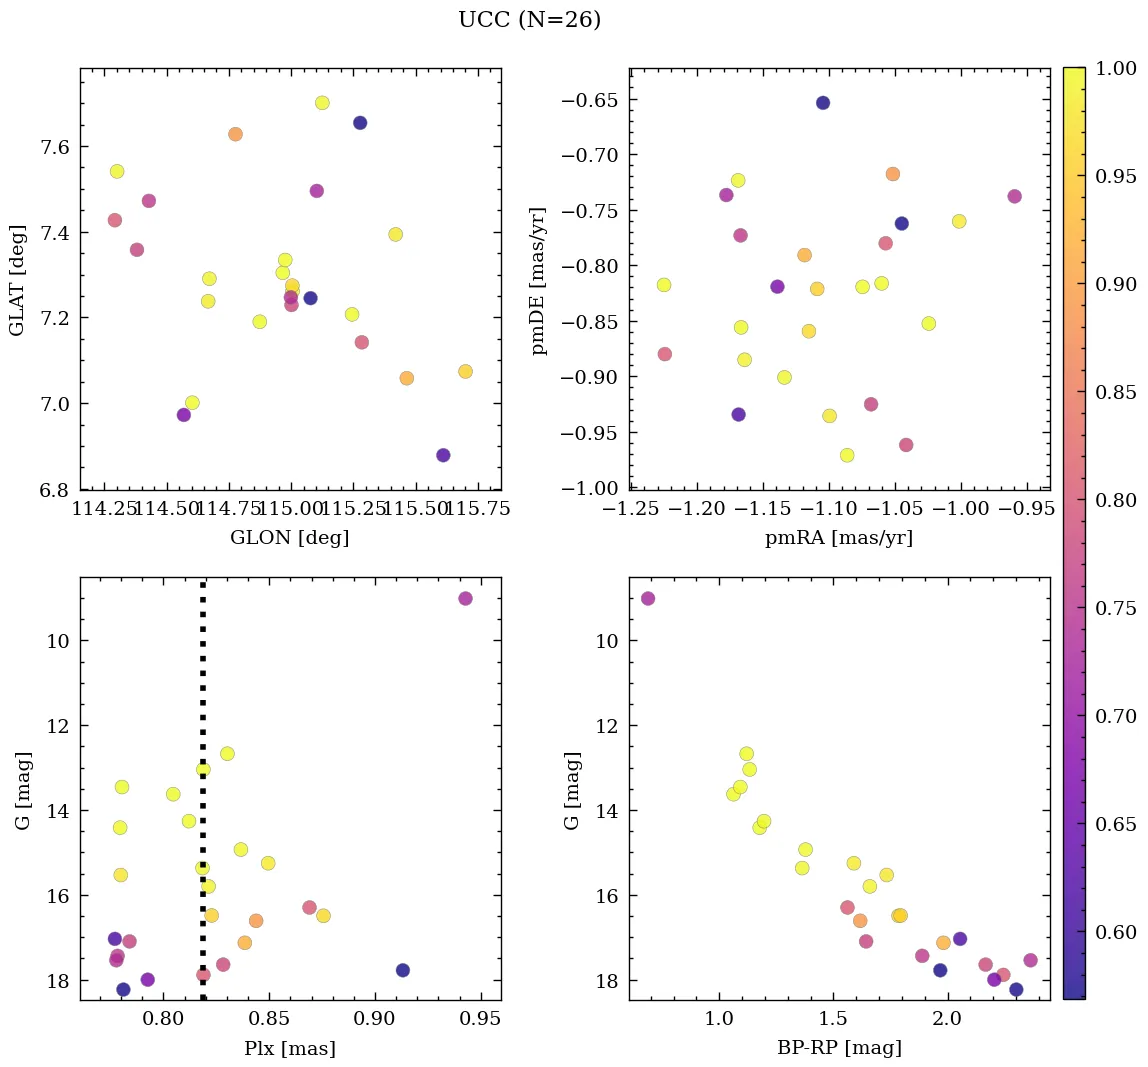 UCC (N=26)
GLAT [deg]
7.6
7.4
7.2
7.0
6.8
114.25 114.50 114.75 115.00 115.25 115.50 115.75
GLON [deg]
pmDE [mas/yr]
−0.65
−0.70
−0.75
−0.80
−0.85
−0.90
−0.95
−1.00
−1.25 −1.20 −1.15 −1.10 −1.05 −1.00 −0.95
pmRA [mas/yr]
1.00
0.95
0.90
0.85
0.80
0.75
0.70
0.65
0.60
G [mag]
10
12
14
16
18
0.80 0.85 0.90 0.95
Plx [mas]
G [mag]
10
12
14
16
18
1.0 1.5 2.0
BP-RP [mag]